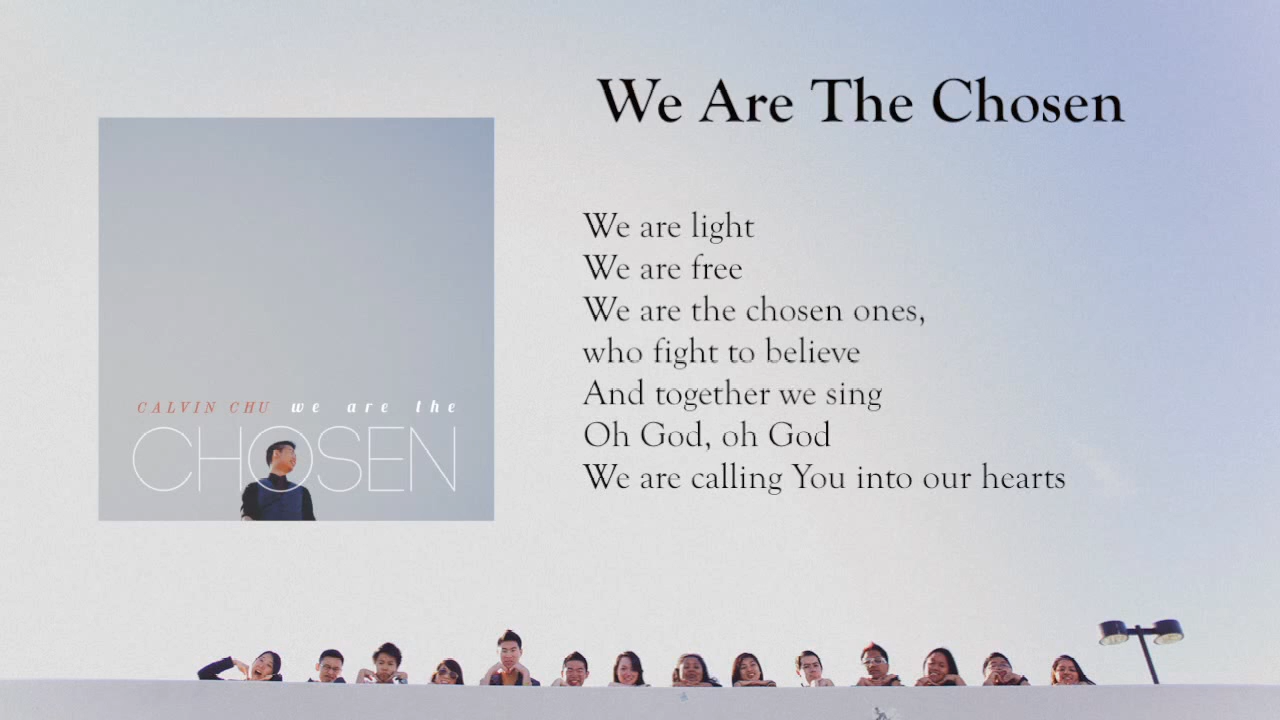 We Are The Chosen
CALVIN CHU we are the
CHOSEN
We are light
We are free
We are the chosen ones,
who fight to believe
And together we sing
Oh God, oh God
We are calling You into our hearts